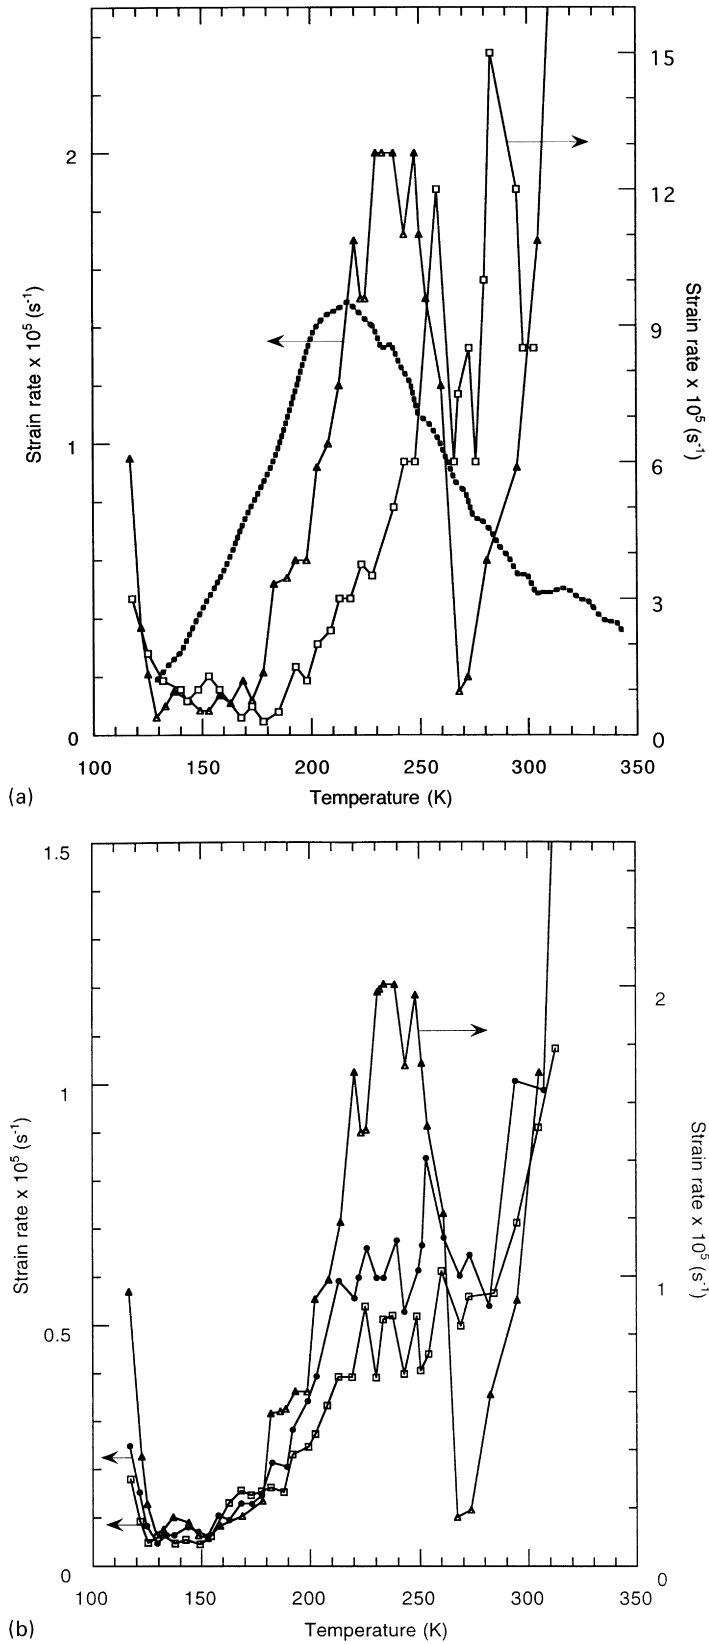 15
2
12
9
Strain rate x 10⁵ (s⁻¹)
Strain rate x 10⁵ (s⁻¹)
1
6
3
0
0
100 150 200 250 300 350
(a)
Temperature (K)
1.5
2
1
Strain rate x 10⁵ (s⁻¹)
Strain rate x 10⁵ (s⁻¹)
1
0.5
0
0
100 150 200 250 300 350
(b)
Temperature (K)